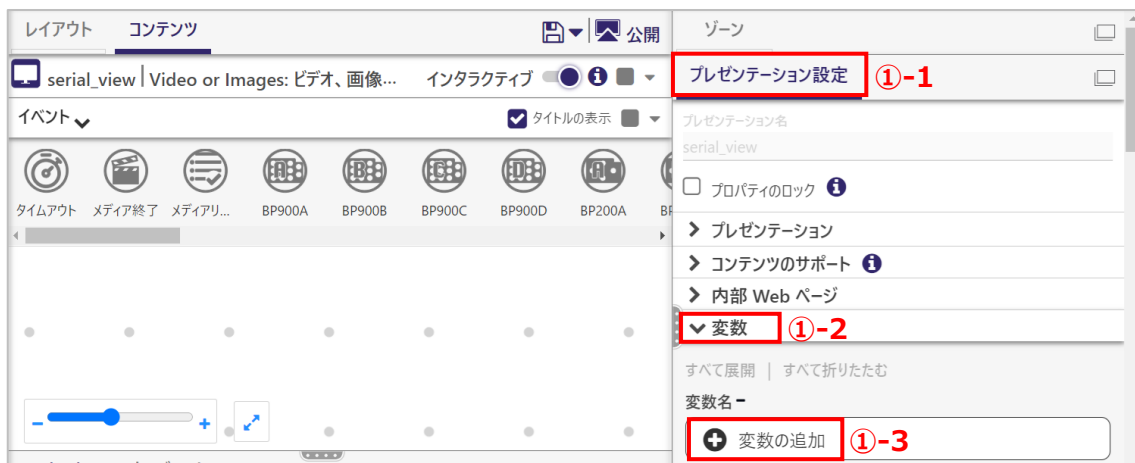 レイアウト コンテンツ 公開
serial_view Video or Images: ビデオ、画像… インタラクティブ
イベント タイトルの表示
タイムアウト メディア終了 メディアリ... BP900A BP900B BP900C BP900D BP200A
ゾーン
プレゼンテーション設定 ①-1
プレゼンテーション名
serial_view
プロパティのロック
プレゼンテーション
コンテンツのサポート
内部 Web ページ
変数 ①-2
すべて展開 | すべて折りたたむ
変数名
変数の追加 ①-3